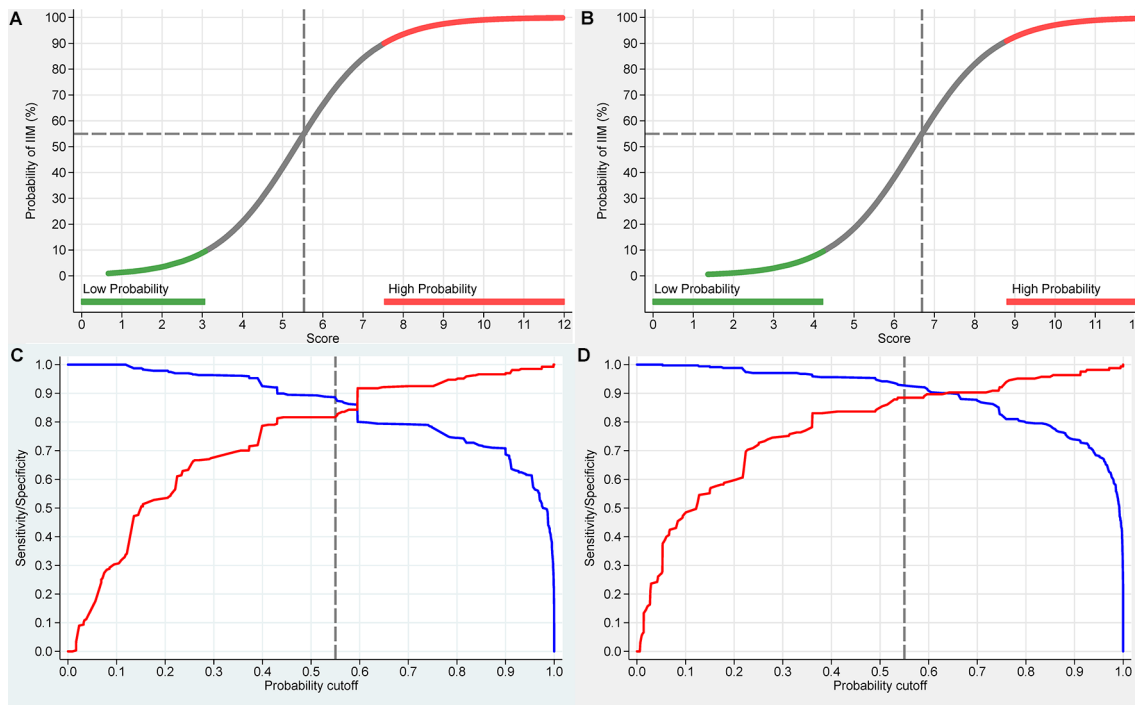 A
Probability of IIM (%)
100
90
80
70
60
50
40
30
20
10
0
Low Probability
High Probability
0 1 2 3 4 5 6 7 8 9 10 11 12
Score
B
Probability of IIM (%)
100
90
80
70
60
50
40
30
20
10
0
Low Probability
High Probability
0 1 2 3 4 5 6 7 8 9 10 11 12
Score
C
Sensitivity/Specificity
1.0
0.9
0.8
0.7
0.6
0.5
0.4
0.3
0.2
0.1
0.0
0.0 0.1 0.2 0.3 0.4 0.5 0.6 0.7 0.8 0.9 1.0
Probability cutoff
D
Sensitivity/Specificity
1.0
0.9
0.8
0.7
0.6
0.5
0.4
0.3
0.2
0.1
0.0
0.0 0.1 0.2 0.3 0.4 0.5 0.6 0.7 0.8 0.9 1.0
Probability cutoff